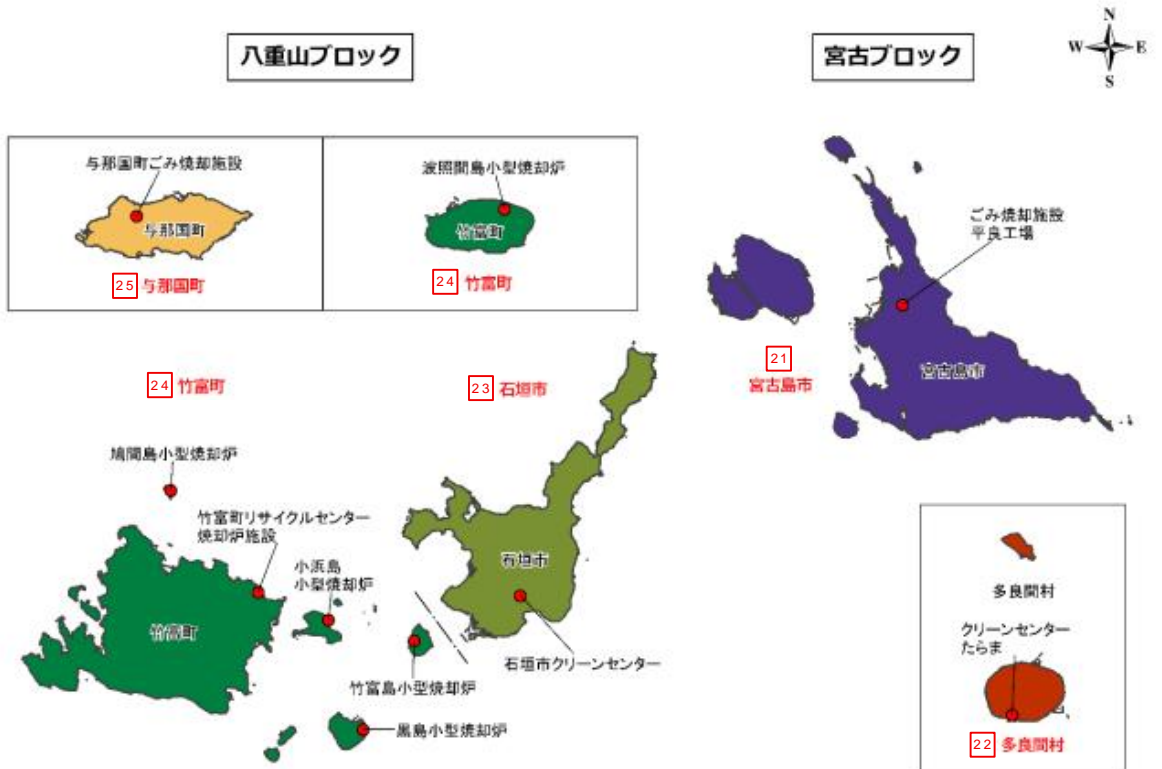 八重山ブロック
宮古ブロック
N
W E
S
与那国町ごみ焼却施設
与那国町
25 与那国町
波照間島小型焼却炉
竹富町
24 竹富町
ごみ焼却施設
平良工場
21
宮古島市
宮古島市
24 竹富町
23 石垣市
鳩間島小型焼却炉
竹富町リサイクルセンター
焼却炉施設
小浜島
小型焼却炉
竹富町
石垣市
石垣市クリーンセンター
竹富島小型焼却炉
黒島小型焼却炉
多良間村
クリーンセンター
たらま
22 多良間村